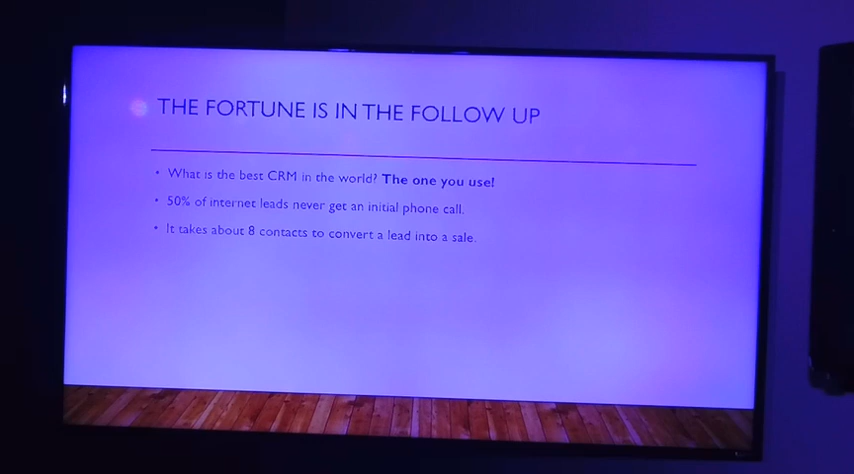 THE FORTUNE IS IN THE FOLLOW UP
• What is the best CRM in the world? The one you use!
• 50% of internet leads never get an initial phone call.
• It takes about 8 contacts to convert a lead into a sale.